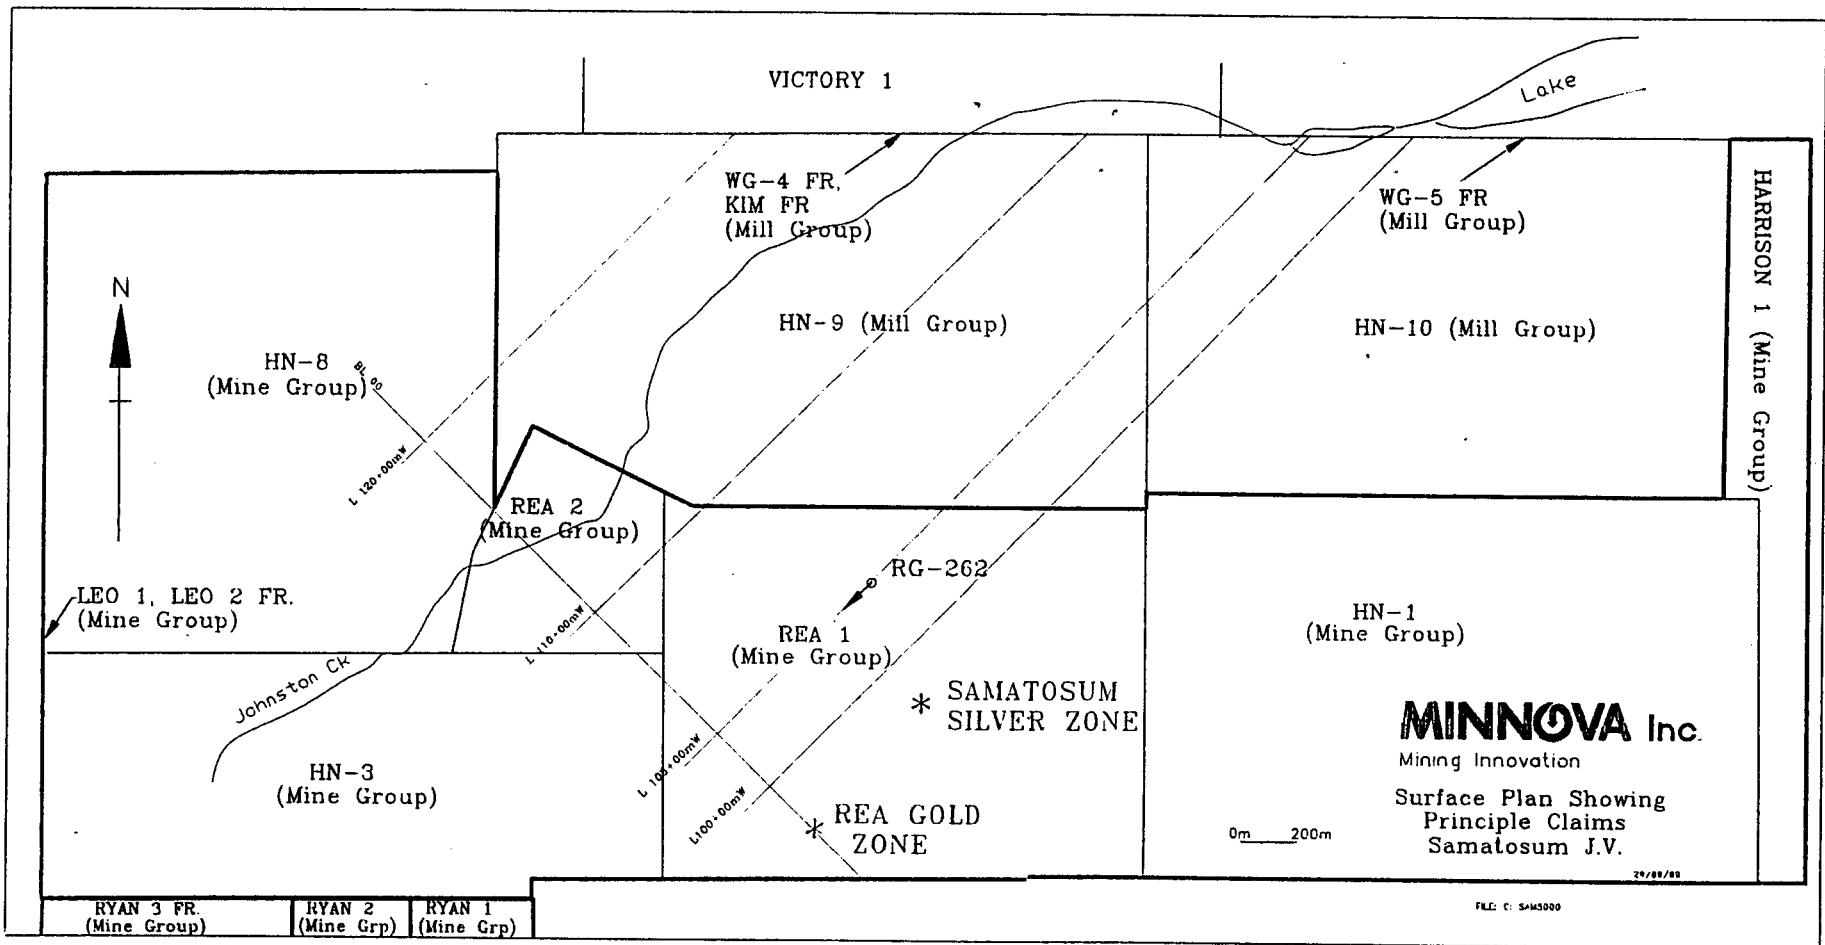 VICTORY 1
Lake
WG-4 FR,
KIM FR
(Mill Group)
WG-5 FR
(Mill Group)
HARRISON 1 (Mine Group)
N
HN-9 (Mill Group)
HN-10 (Mill Group)
HN-8
(Mine Group)
BL 00
L 120+00mW
REA 2
(Mine Group)
RG-262
LEO 1, LEO 2 FR.
(Mine Group)
HN-1
(Mine Group)
L 110+00mW
REA 1
(Mine Group)
Johnston Ck
SAMATOSUM
SILVER ZONE
MINNOVA Inc.
Mining Innovation
HN-3
(Mine Group)
L100+00mW
REA GOLD
ZONE
Surface Plan Showing
Principle Claims
Samatosum J.V.
0m 200m
RYAN 3 FR.
(Mine Group)
RYAN 2
(Mine Grp)
RYAN 1
(Mine Grp)
FILE: C: SAM5000